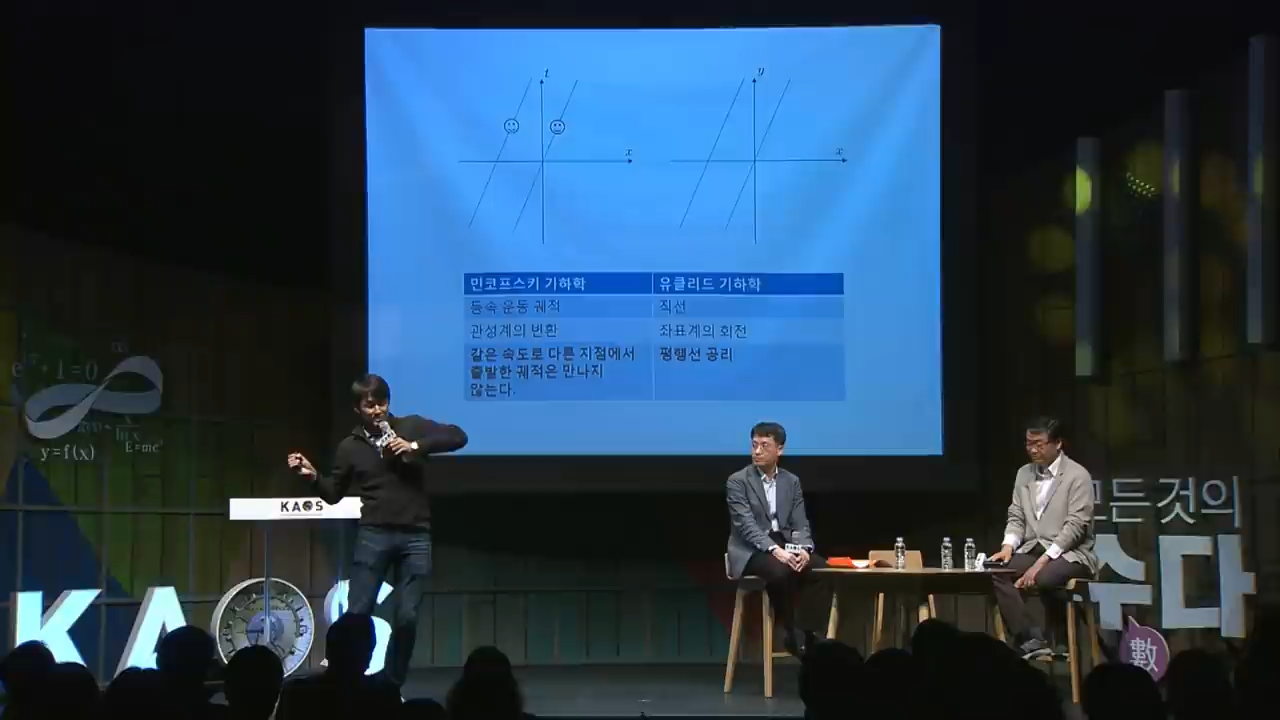 t
y
x
x
민코프스키 기하학
유클리드 기하학
등속 운동 궤적
직선
관성계의 변환
좌표계의 회전
같은 속도로 다른 지점에서
출발한 궤적은 만나지
않는다.
평행선 공리
KAOS
y=f(x)
E=mc²
모든것의
수다
數
KAOS